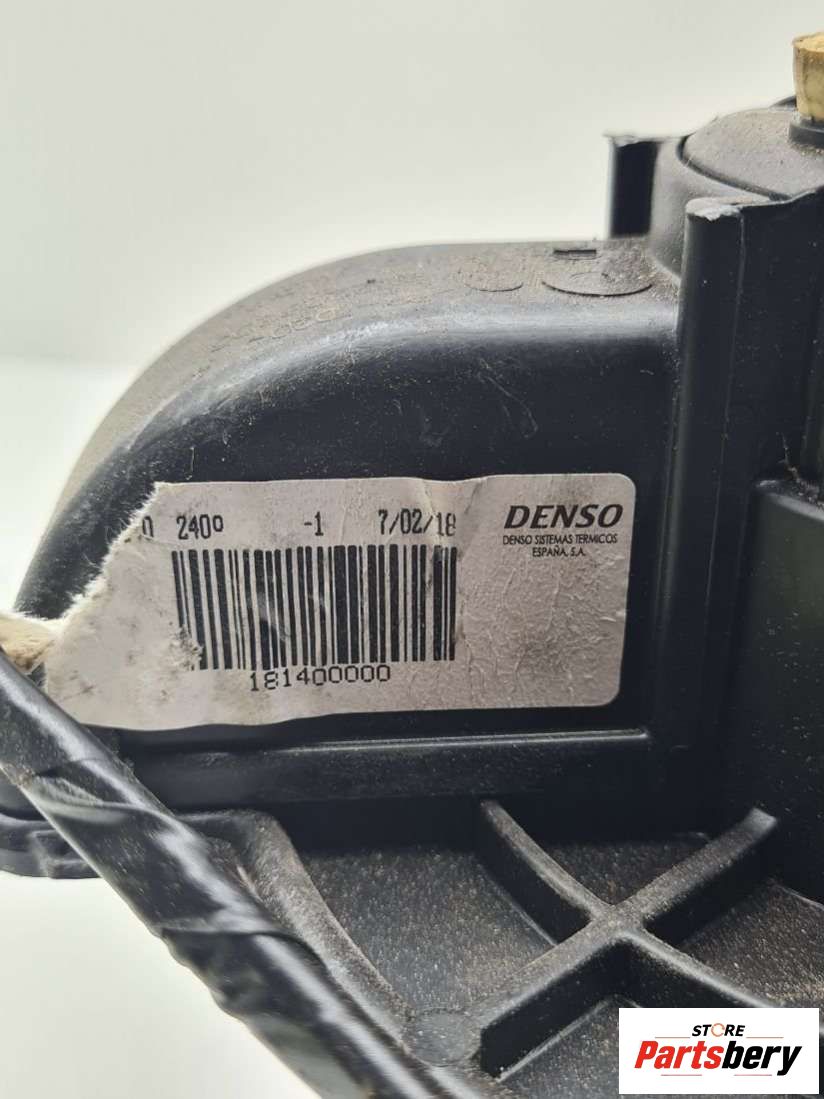 240º -1 7/02/18
DENSO
DENSO SISTEMAS TERMICOS
ESPAÑA, S.A.
181400000
STORE
Partsbery